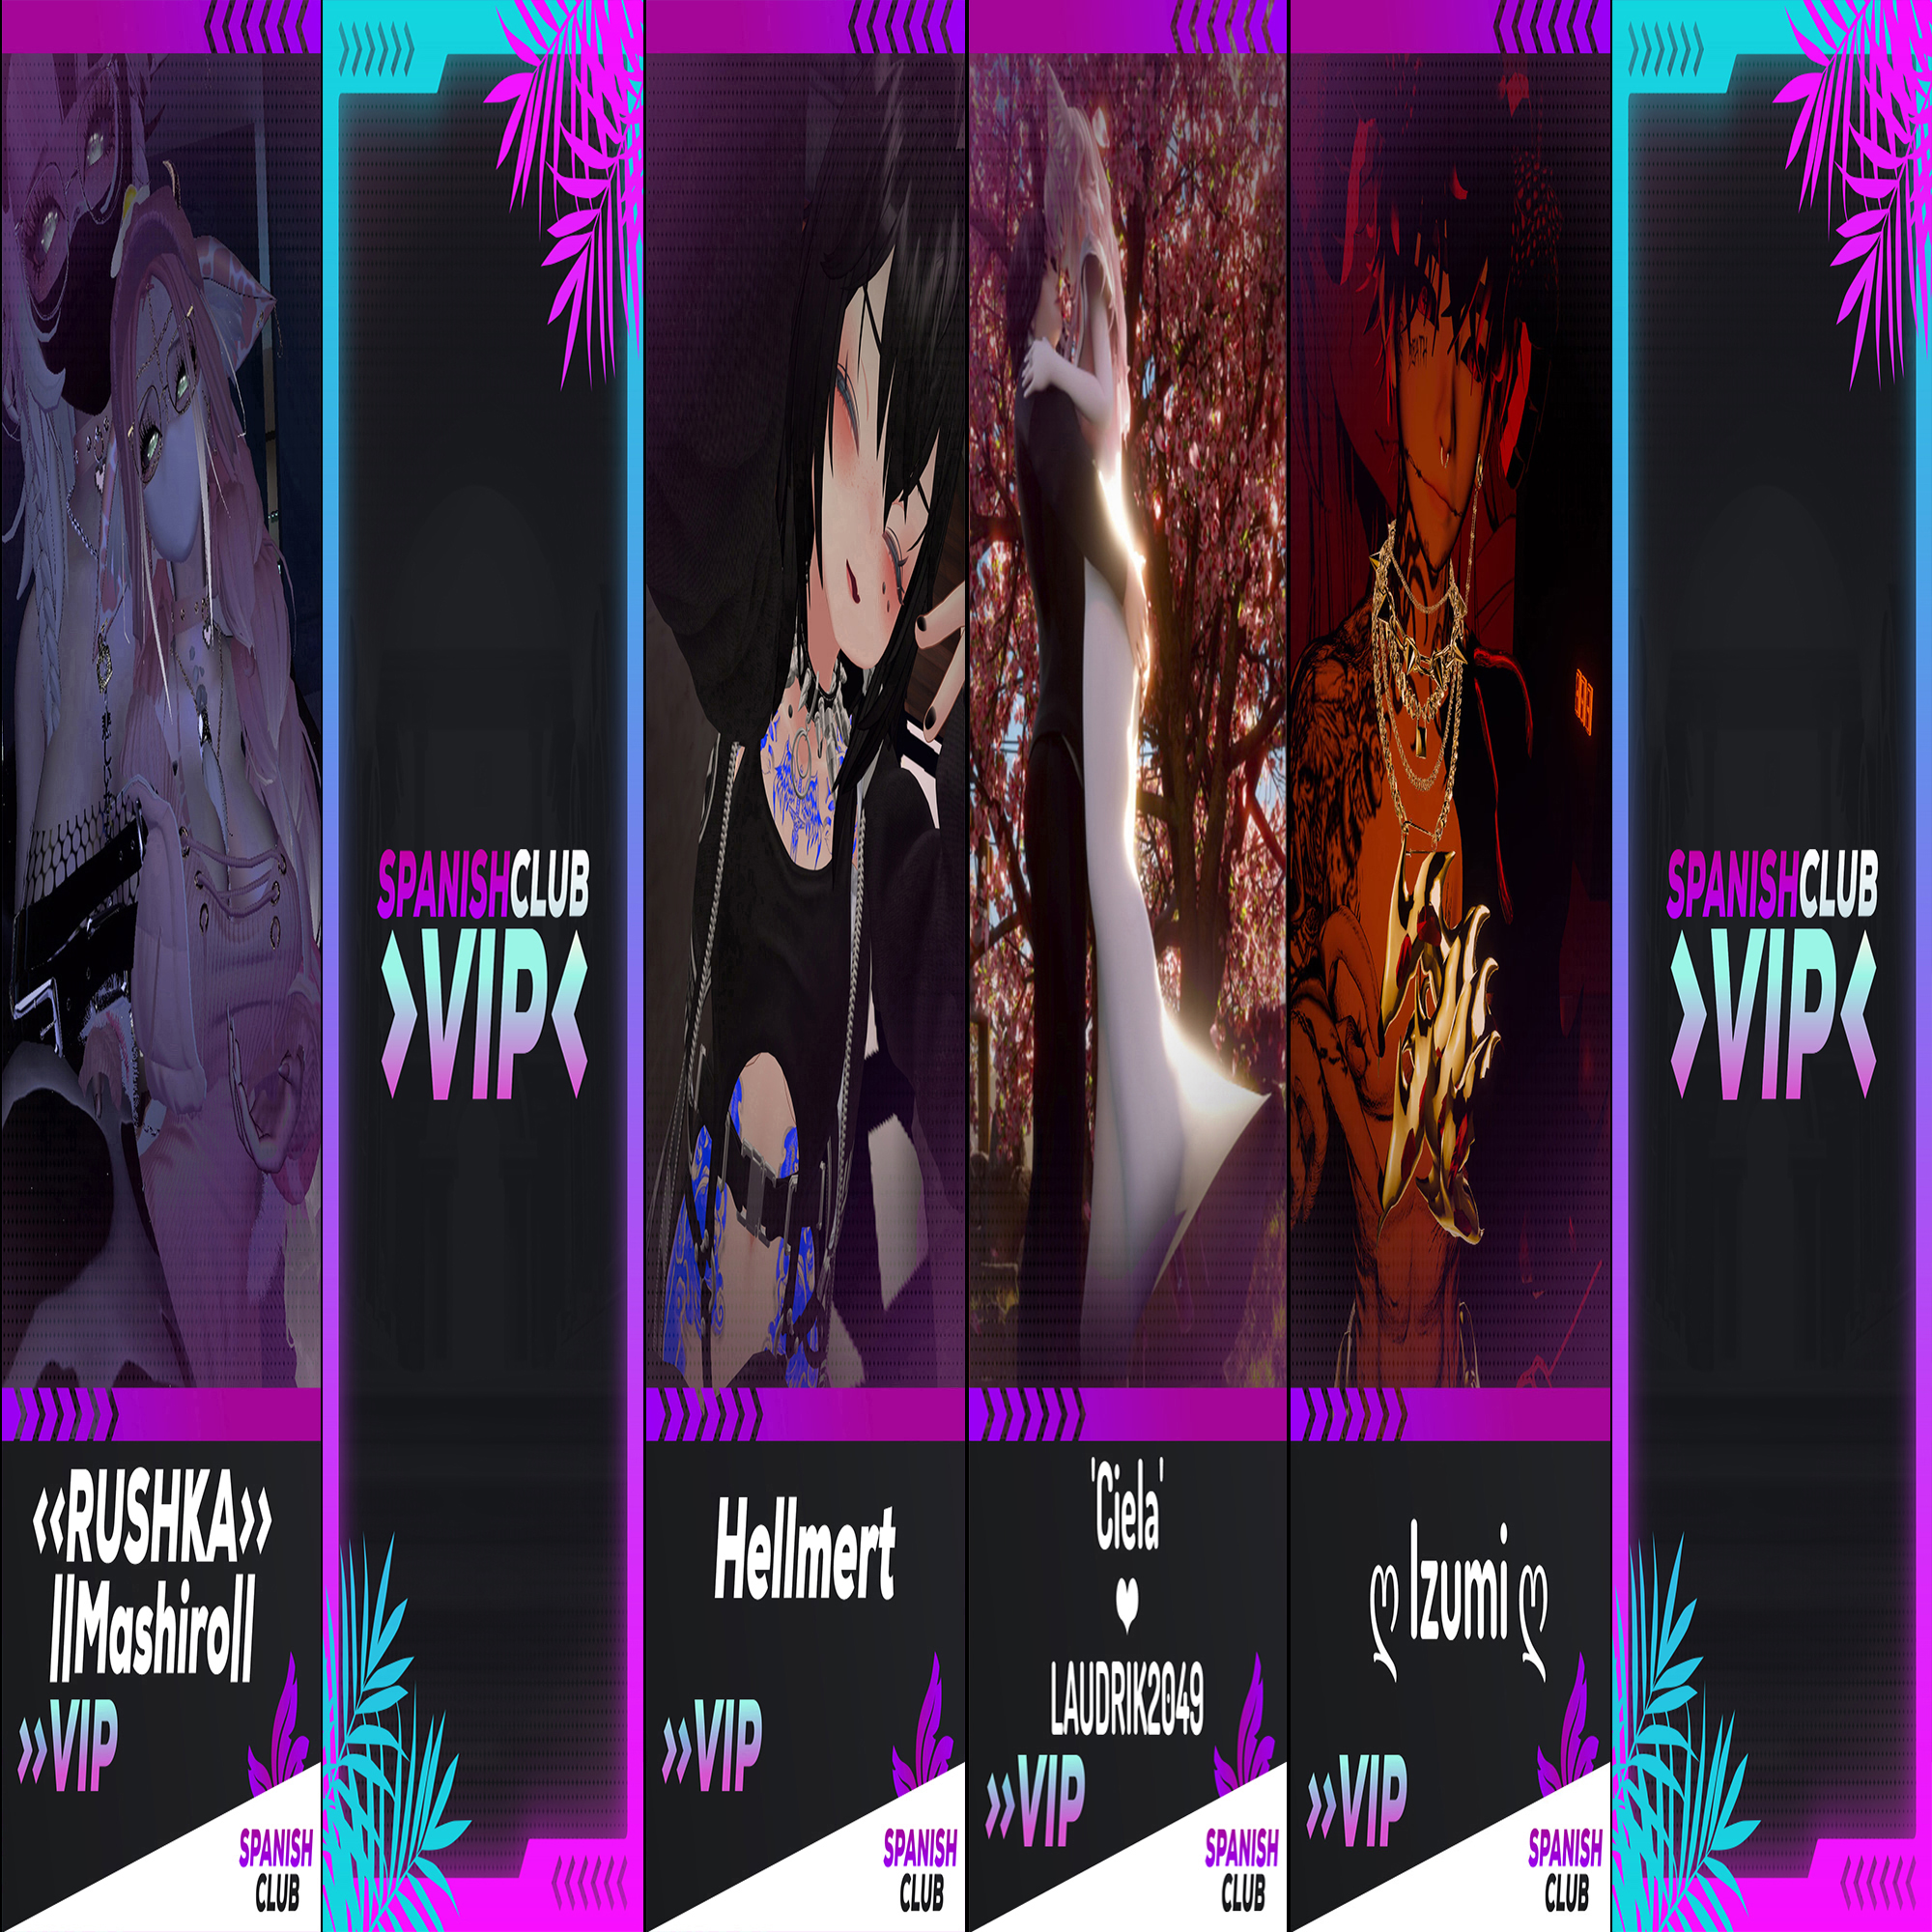 ‹‹RUSHKA››
||Mashiro||
››VIP
SPANISH
CLUB
SPANISHCLUB
›VIP‹
Hellmert
››VIP
SPANISH
CLUB
'Ciela'
❤
LAUDRIK2049
››VIP
SPANISH
CLUB
ღ Izumi ღ
››VIP
SPANISH
CLUB
SPANISHCLUB
›VIP‹